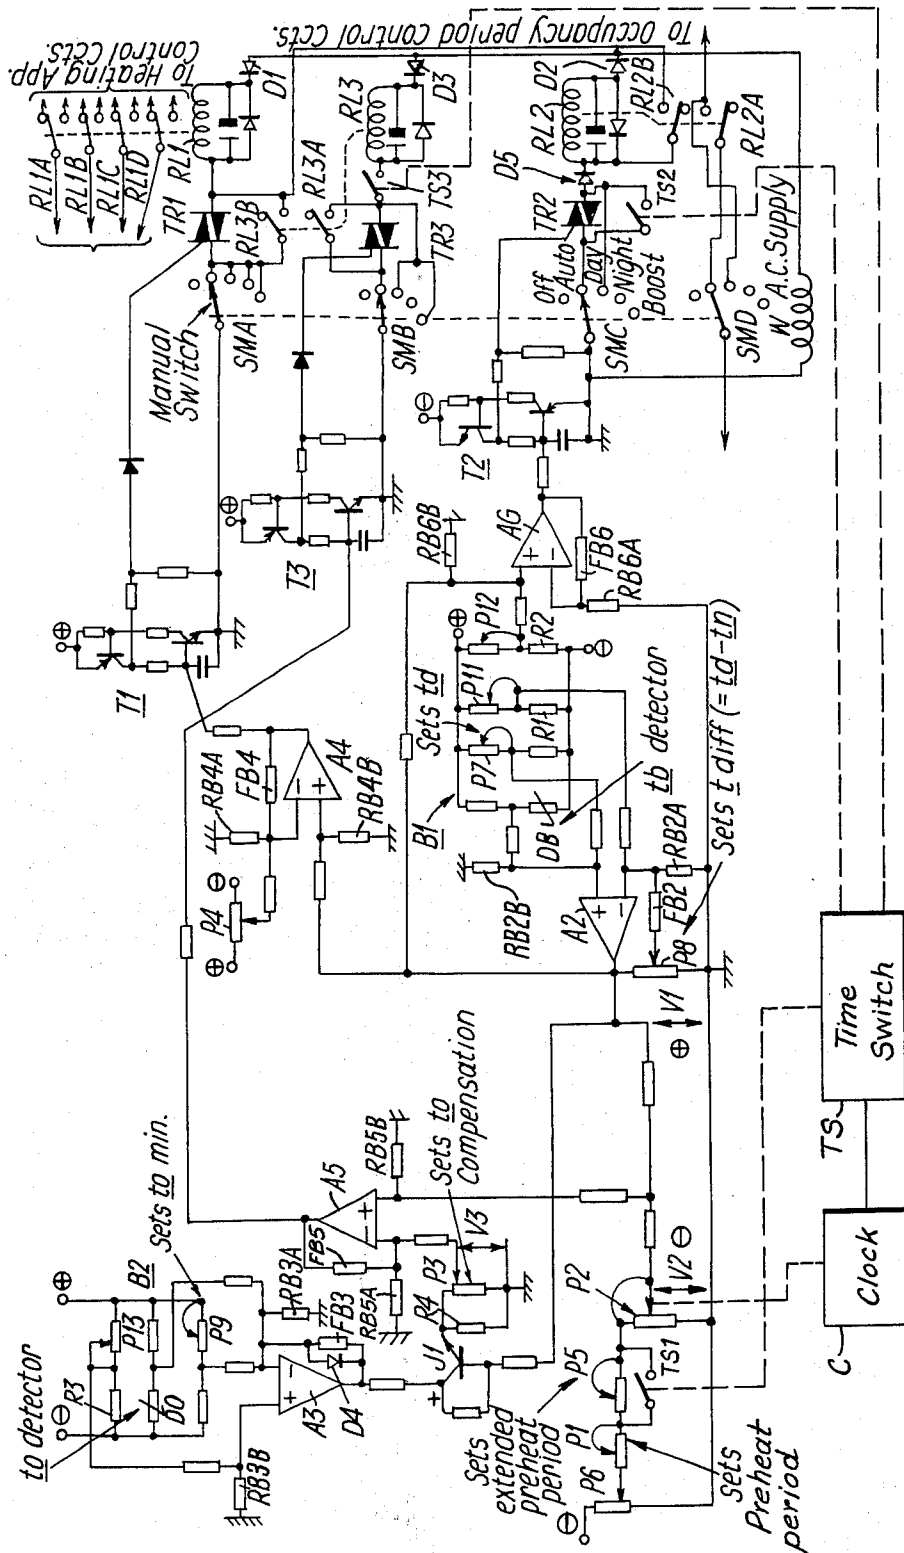 To Heating App.
Control Ccts.
RL1A
RL1B
RL1C
RL1D
TR1
RL1
D1
RL3B
RL3A
RL3
D3
TS3
TR3
Manual
Switch
SMA
SMB
T1
T3
To Occupancy period control Ccts.
RL2
D2
RL2B
D5
TR2
RL2A
TS2
Off
Auto
Day
Night
Boost
SMC
SMD
W
A.C. Supply
T2
AG
FB6
RB6A
RB6B
P12
R2
P11
R1
P7
Sets td
B1
DB
tb detector
RB2B
RB2A
A2
FB2
P8
Sets t diff (= td-tn)
V1
RB4A
FB4
A4
RB4B
P4
Sets to min.
B2
P13
R3
DO
P9
to detector
RB3A
FB3
A3
D4
RB3B
A5
FB5
RB5B
RB5A
P3
R4
V3
Sets to
Compensation
J1
Sets
extended
preheat
period
P5
P2
V2
TS1
P1
P6
Sets
Preheat
period
C
Clock
TS
Time
Switch